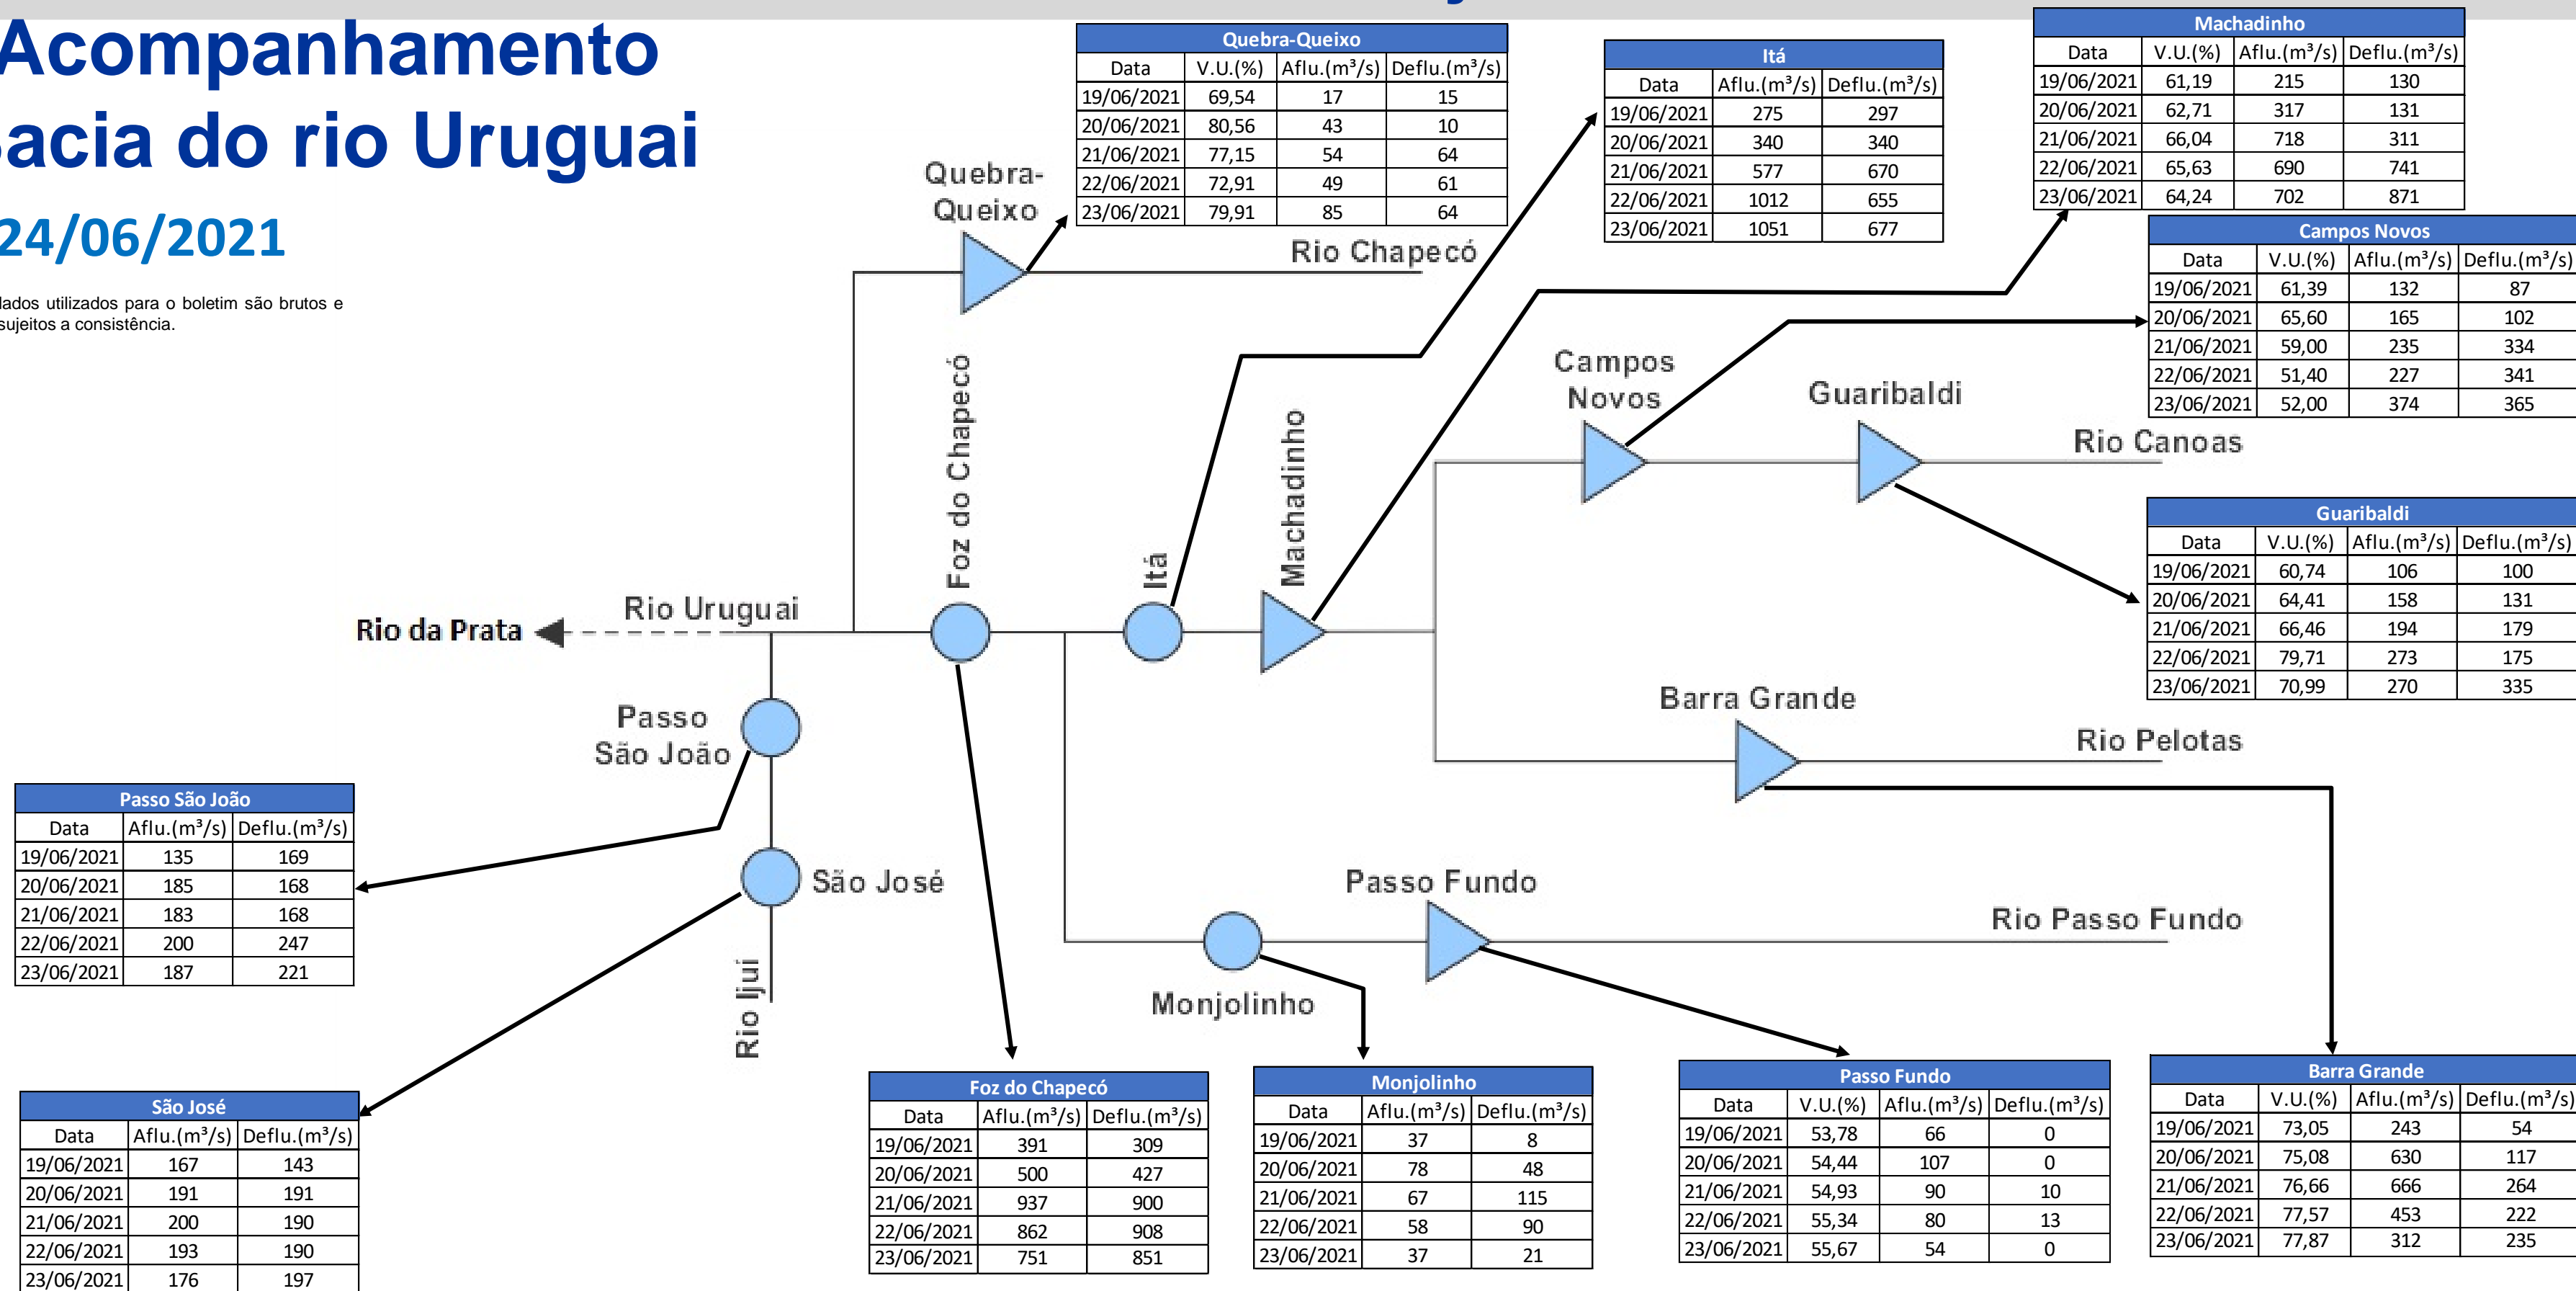 Acompanhamento
acia do rio Uruguai
24/06/2021
dados utilizados para o boletim são brutos e
sujeitos a consistência.
Quebra-Queixo
Data V.U.(%) Aflu.(m³/s) Deflu.(m³/s)
19/06/2021 69,54 17 15
20/06/2021 80,56 43 10
21/06/2021 77,15 54 64
22/06/2021 72,91 49 61
23/06/2021 79,91 85 64
Itá
Data Aflu.(m³/s) Deflu.(m³/s)
19/06/2021 275 297
20/06/2021 340 340
21/06/2021 577 670
22/06/2021 1012 655
23/06/2021 1051 677
Machadinho
Data V.U.(%) Aflu.(m³/s) Deflu.(m³/s)
19/06/2021 61,19 215 130
20/06/2021 62,71 317 131
21/06/2021 66,04 718 311
22/06/2021 65,63 690 741
23/06/2021 64,24 702 871
Campos Novos
Data V.U.(%) Aflu.(m³/s) Deflu.(m³/s)
19/06/2021 61,39 132 87
20/06/2021 65,60 165 102
21/06/2021 59,00 235 334
22/06/2021 51,40 227 341
23/06/2021 52,00 374 365
Quebra-
Queixo
Rio Chapecó
Foz do Chapecó
Itá
Machadinho
Campos
Novos
Guaribaldi
Rio Canoas
Guaribaldi
Data V.U.(%) Aflu.(m³/s) Deflu.(m³/s)
19/06/2021 60,74 106 100
20/06/2021 64,41 158 131
21/06/2021 66,46 194 179
22/06/2021 79,71 273 175
23/06/2021 70,99 270 335
Rio da Prata
Rio Uruguai
Passo
São João
Barra Grande
Rio Pelotas
São José
Rio Ijuí
Passo Fundo
Rio Passo Fundo
Monjolinho
Passo São João
Data Aflu.(m³/s) Deflu.(m³/s)
19/06/2021 135 169
20/06/2021 185 168
21/06/2021 183 168
22/06/2021 200 247
23/06/2021 187 221
São José
Data Aflu.(m³/s) Deflu.(m³/s)
19/06/2021 167 143
20/06/2021 191 191
21/06/2021 200 190
22/06/2021 193 190
23/06/2021 176 197
Foz do Chapecó
Data Aflu.(m³/s) Deflu.(m³/s)
19/06/2021 391 309
20/06/2021 500 427
21/06/2021 937 900
22/06/2021 862 908
23/06/2021 751 851
Monjolinho
Data Aflu.(m³/s) Deflu.(m³/s)
19/06/2021 37 8
20/06/2021 78 48
21/06/2021 67 115
22/06/2021 58 90
23/06/2021 37 21
Passo Fundo
Data V.U.(%) Aflu.(m³/s) Deflu.(m³/s)
19/06/2021 53,78 66 0
20/06/2021 54,44 107 0
21/06/2021 54,93 90 10
22/06/2021 55,34 80 13
23/06/2021 55,67 54 0
Barra Grande
Data V.U.(%) Aflu.(m³/s) Deflu.(m³/s)
19/06/2021 73,05 243 54
20/06/2021 75,08 630 117
21/06/2021 76,66 666 264
22/06/2021 77,57 453 222
23/06/2021 77,87 312 235